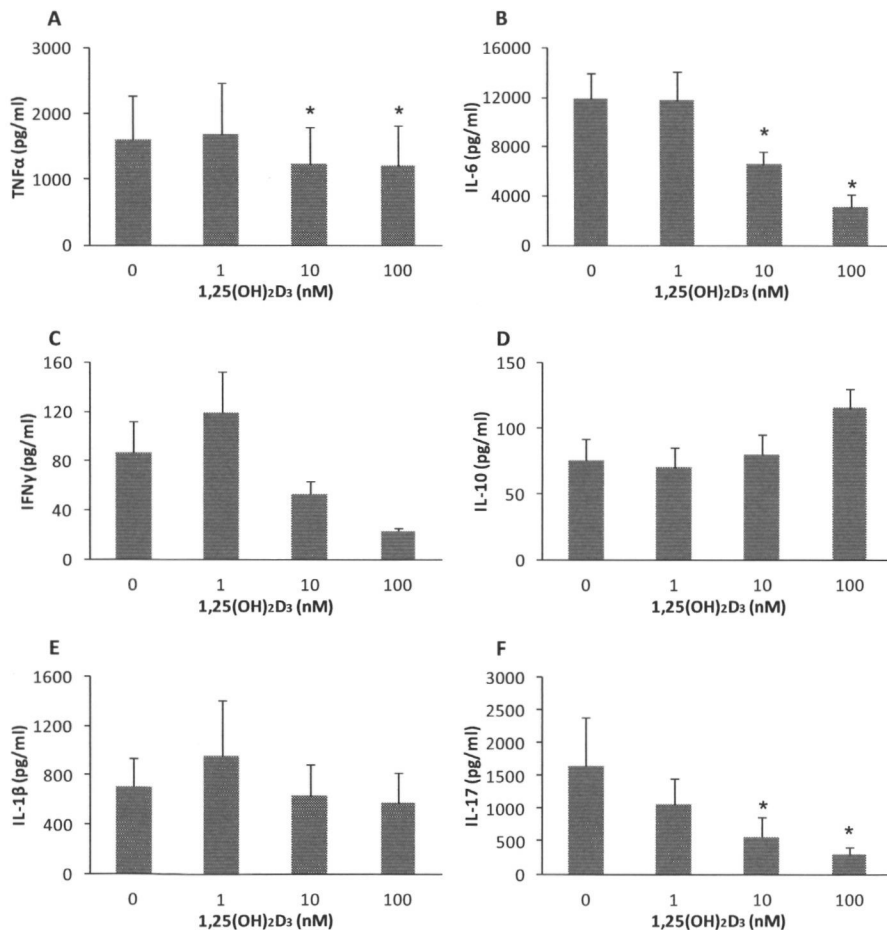 A
TNFα (pg/ml)
3000
2000
1000
0
* *
0 1 10 100
1,25(OH)₂D₃ (nM)
B
IL-6 (pg/ml)
16000
12000
8000
4000
0
*
*
0 1 10 100
1,25(OH)₂D₃ (nM)
C
IFNγ (pg/ml)
160
120
80
40
0
0 1 10 100
1,25(OH)₂D₃ (nM)
D
IL-10 (pg/ml)
150
100
50
0
0 1 10 100
1,25(OH)₂D₃ (nM)
E
IL-1β (pg/ml)
1600
1200
800
400
0
0 1 10 100
1,25(OH)₂D₃ (nM)
F
IL-17 (pg/ml)
3000
2500
2000
1500
1000
500
0
*
*
0 1 10 100
1,25(OH)₂D₃ (nM)